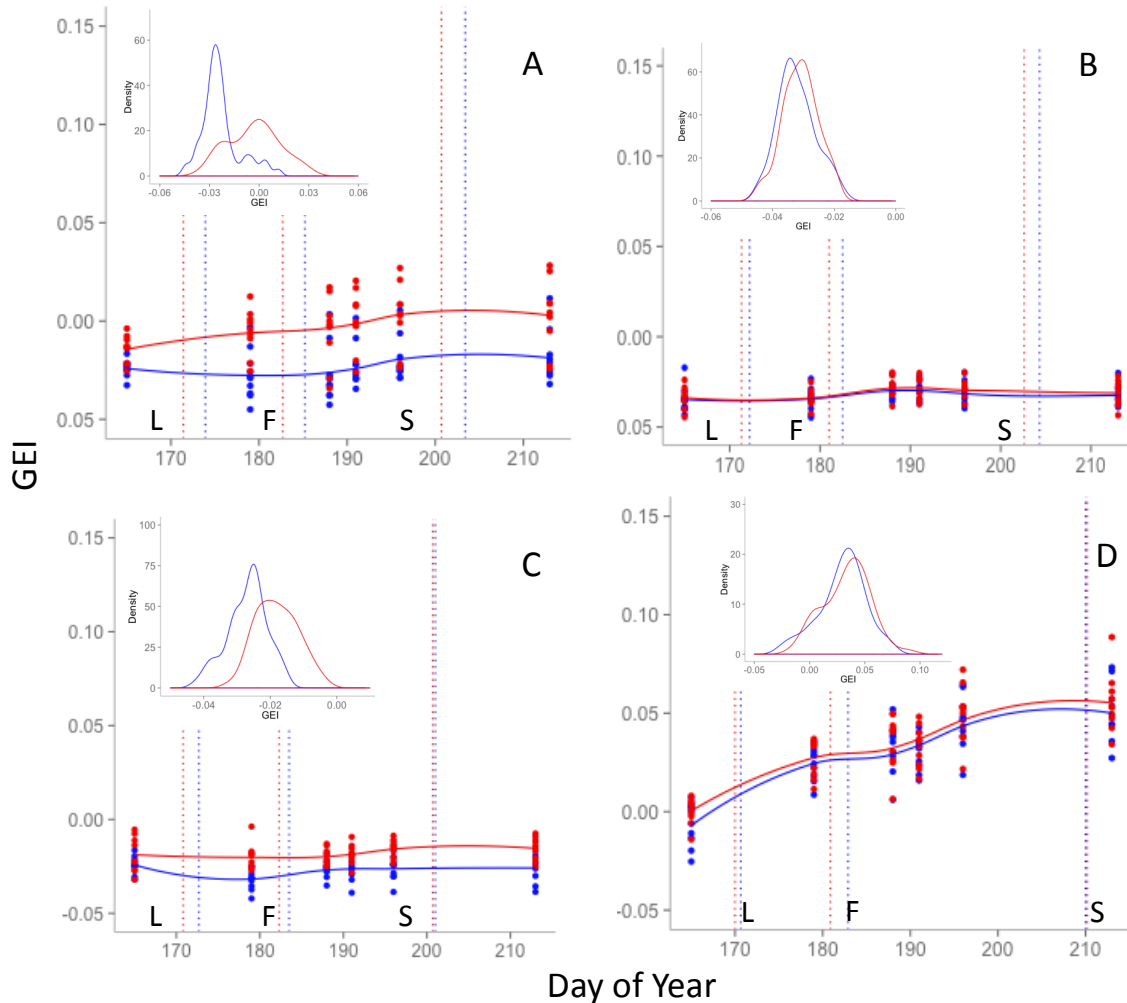 A
0.15
0.10
0.05
0.00
0.05
60
40
20
0
Density
-0.06
-0.03
0.00
0.03
0.06
GEI
L
F
S
170
180
190
200
210
B
0.15
0.10
0.05
0.00
0.05
60
40
20
0
Density
-0.06
-0.04
-0.02
0.00
GEI
L
F
S
170
180
190
200
210
GEI
C
0.15
0.10
0.05
0.00
-0.05
100
75
50
25
0
Density
-0.04
-0.02
0.00
GEI
L
F
S
170
180
190
200
210
D
0.15
0.10
0.05
0.00
-0.05
30
20
10
0
Density
-0.05
0.00
0.05
0.10
GEI
L
F
S
170
180
190
200
210
Day of Year